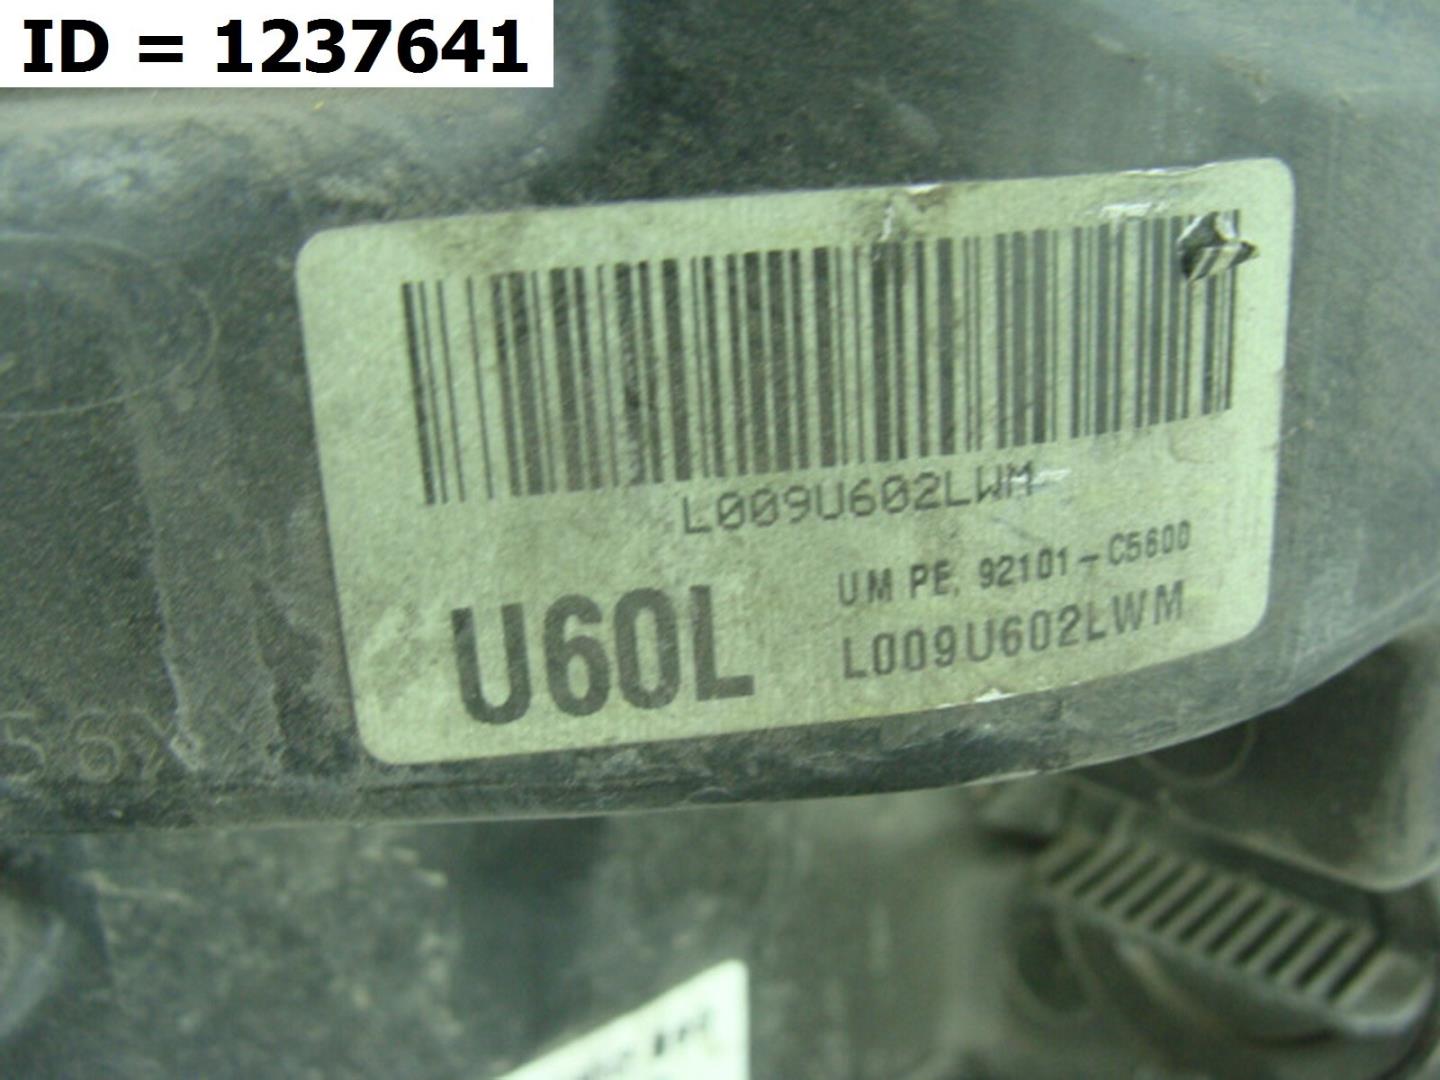 ID = 1237641
L009U602LWM
UM PE, 92101-C5600
U60L
L009U602LWM